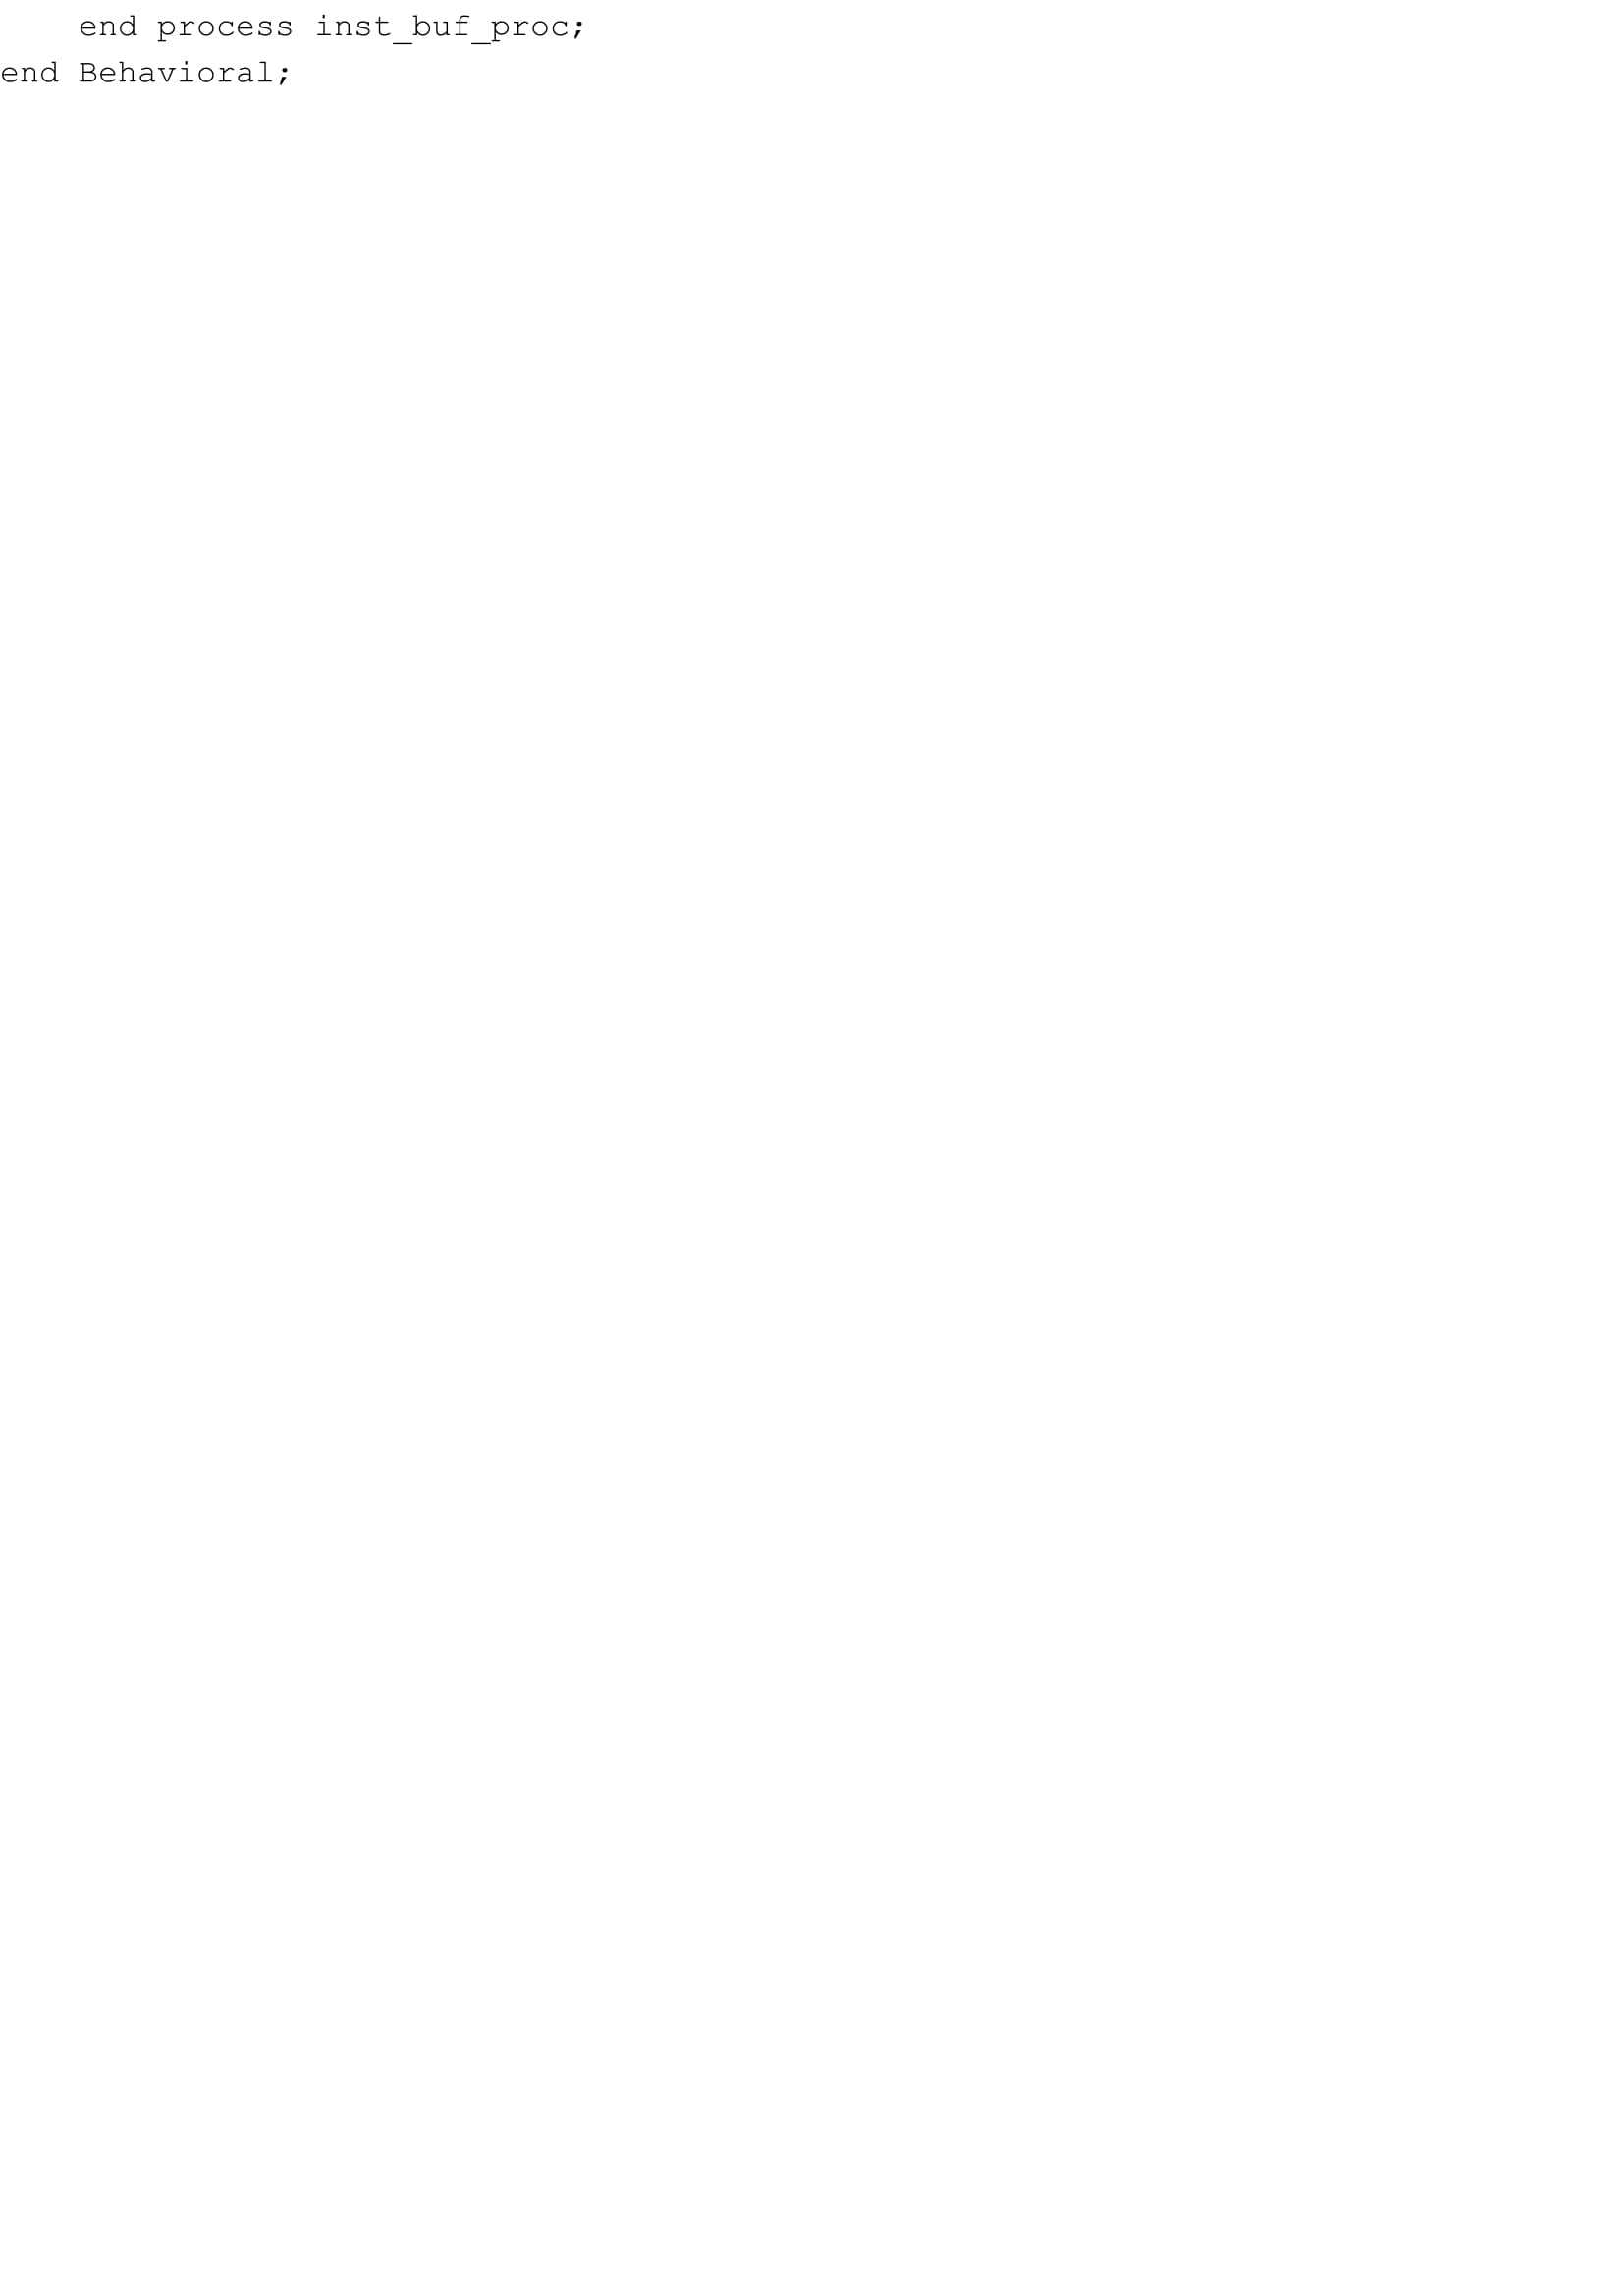 end process inst_buf_proc;
end Behavioral;